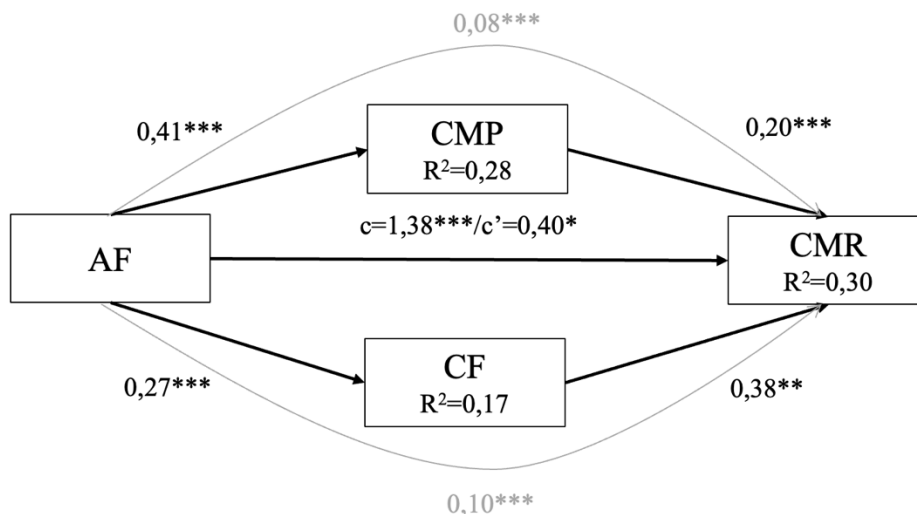 0,08***
0,41***
CMP
R²=0,28
0,20***
AF
c=1,38***/c’=0,40*
CMR
R²=0,30
0,27***
CF
R²=0,17
0,38**
0,10***